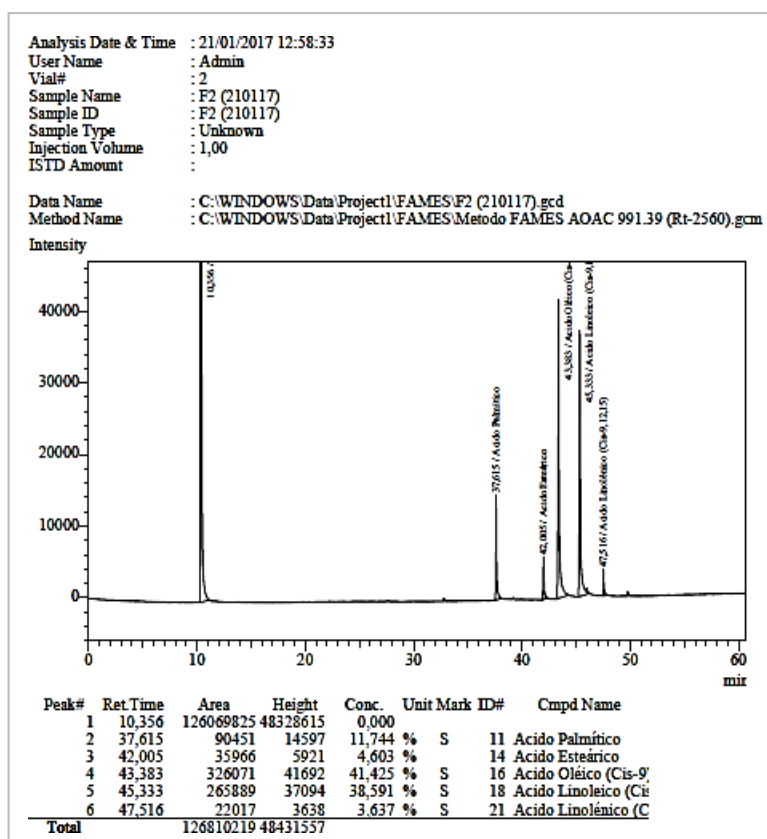 Analysis Date & Time : 21/01/2017 12:58:33
User Name : Admin
Vial# : 2
Sample Name : F2 (210117)
Sample ID : F2 (210117)
Sample Type : Unknown
Injection Volume : 1,00
ISTD Amount :
Data Name : C:\WINDOWS\Data\Project1\FAMES\F2 (210117).gcd
Method Name : C:\WINDOWS\Data\Project1\FAMES\Metodo FAMES AOAC 991.39 (Rt-2560).gcm
Intensity
40000
30000
20000
10000
0
10,356 /
37,615 / Acido Palmítico
42,005 / Acido Esteárico
43,383 / Acido Oléico (Cis-
45,333 / Acido Linoleico (Cis-9,1
47,516 / Acido Linolénico (Cis-9,12,15)
0 10 20 30 40 50 60
min
Peak# Ret.Time Area Height Conc. Unit Mark ID# Cmpd Name
1 10,356 126069825 48328615 0,000
2 37,615 90451 14597 11,744 % S 11 Acido Palmítico
3 42,005 35966 5921 4,603 % 14 Acido Esteárico
4 43,383 326071 41692 41,425 % S 16 Acido Oléico (Cis-9)
5 45,333 265889 37094 38,591 % S 18 Acido Linoleico (Cis
6 47,516 22017 3638 3,637 % S 21 Acido Linolénico (C
Total 126810219 48431557